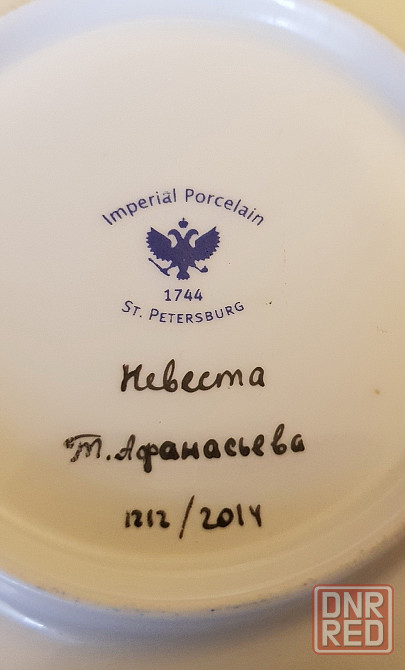 Imperial Porcelain
1744
St. Petersburg
Невеста
Т. Афанасьева
1212/2014
DNR
RED